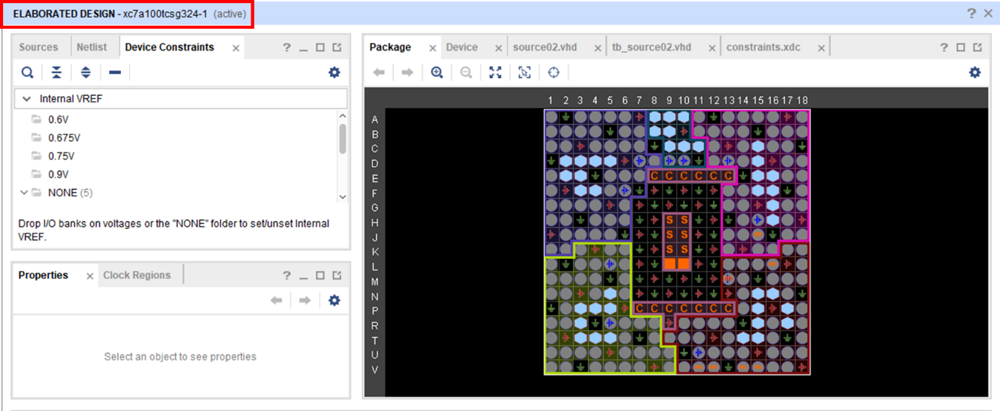 ELABORATED DESIGN - xc7a100tcsg324-1 (active)
Sources Netlist Device Constraints
Internal VREF
0.6V
0.675V
0.75V
0.9V
NONE (5)
Drop I/O banks on voltages or the "NONE" folder to set/unset Internal
VREF.
Properties Clock Regions
Select an object to see properties
Package Device source02.vhd tb_source02.vhd constraints.xdc
1 2 3 4 5 6 7 8 9 10 11 12 13 14 15 16 17 18
A
B
C
D
E C C C C C C
F
G
H S S
J S S
K S S
L
M
N
P C C C C C C C
R
T
U
V